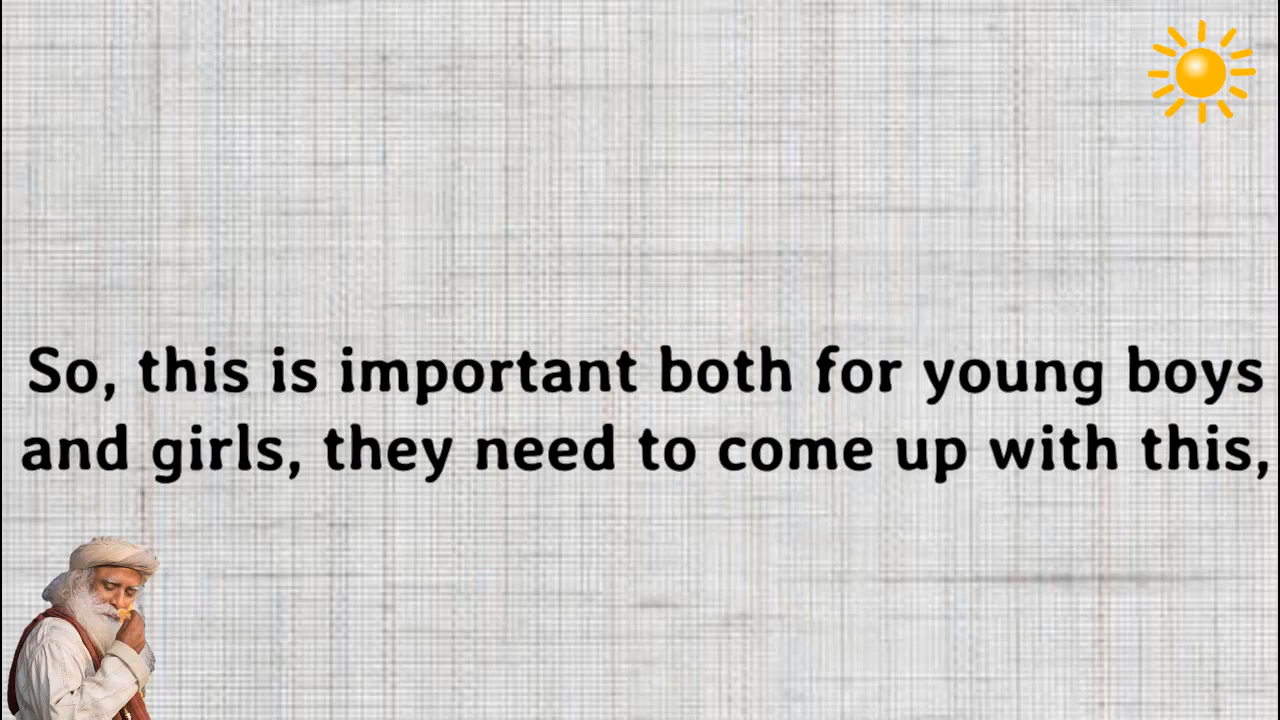 So, this is important both for young boys
and girls, they need to come up with this,